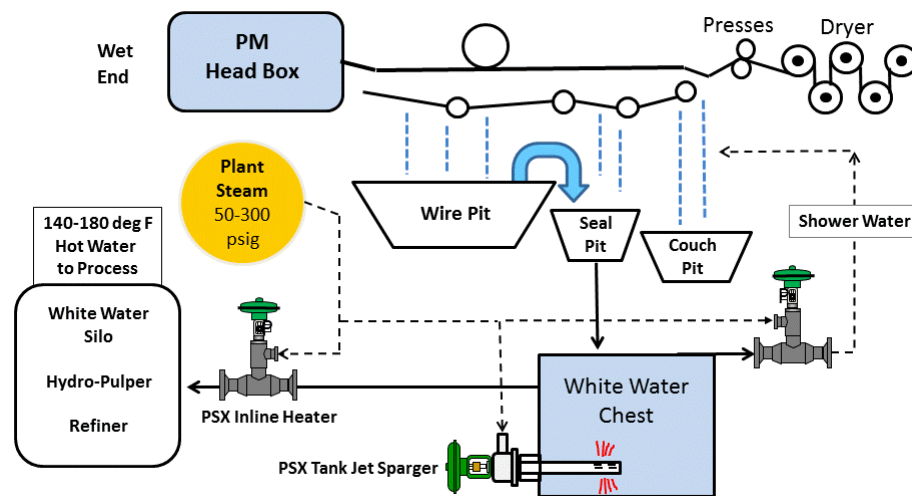 Wet
End
PM
Head Box
Presses
Dryer
Plant
Steam
50-300
psig
Wire Pit
Seal
Pit
Couch
Pit
Shower Water
140-180 deg F
Hot Water
to Process
White Water
Silo
Hydro-Pulper
Refiner
PSX Inline Heater
White Water
Chest
PSX Tank Jet Sparger